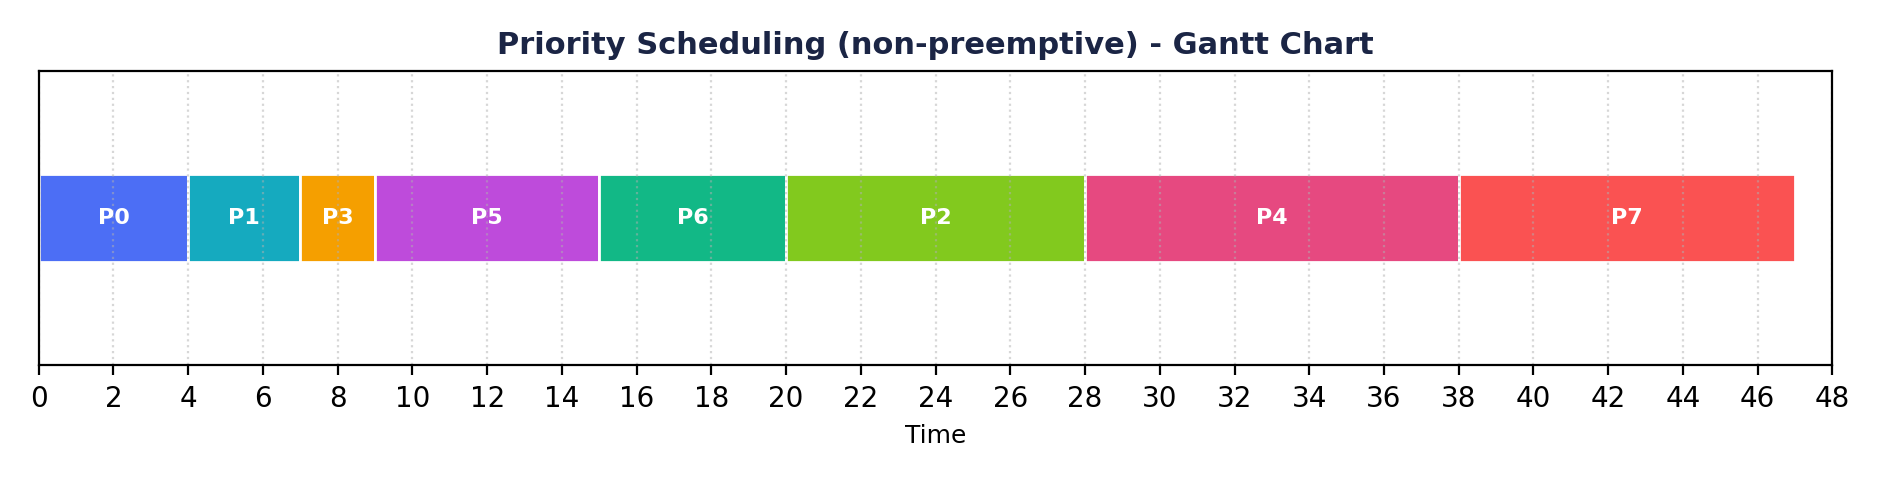 Priority Scheduling (non-preemptive) - Gantt Chart
P0 P1 P3 P5 P6 P2 P4 P7
0 2 4 6 8 10 12 14 16 18 20 22 24 26 28 30 32 34 36 38 40 42 44 46 48
Time